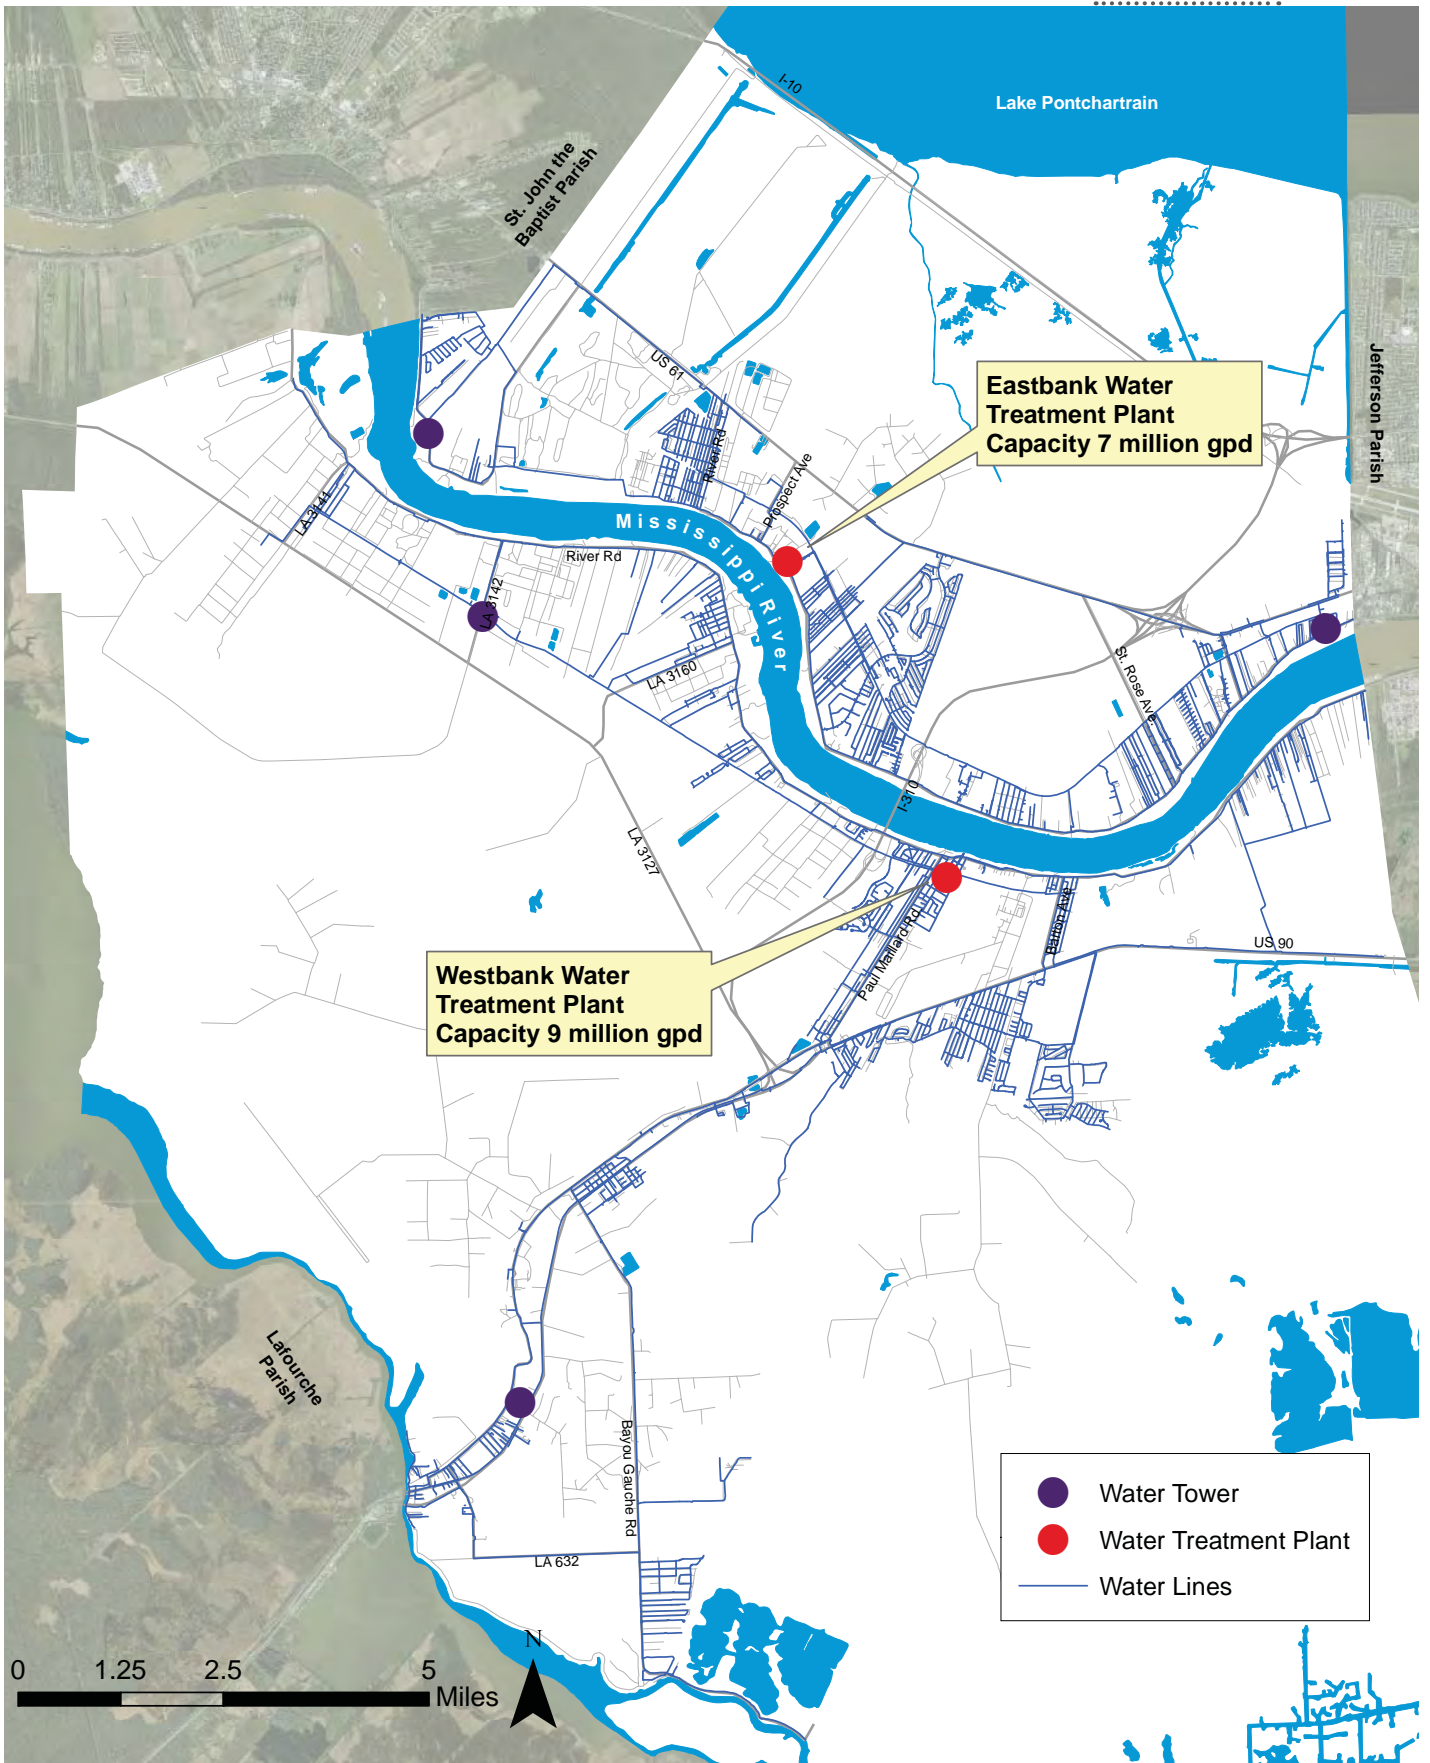 I-10
Lake Pontchartrain
St. John the
Baptist Parish
Jefferson Parish
US 61
Eastbank Water
Treatment Plant
Capacity 7 million gpd
River Rd
Prospect Ave
LA 3141
Mississippi River
River Rd
LA 3142
LA 3160
St. Rose Ave.
I-310
LA 3127
Paul Maillard Rd
Barton Ave
US 90
Westbank Water
Treatment Plant
Capacity 9 million gpd
Lafourche
Parish
Bayou Gauche Rd
LA 632
Water Tower
Water Treatment Plant
Water Lines
N
0 1.25 2.5 5
Miles